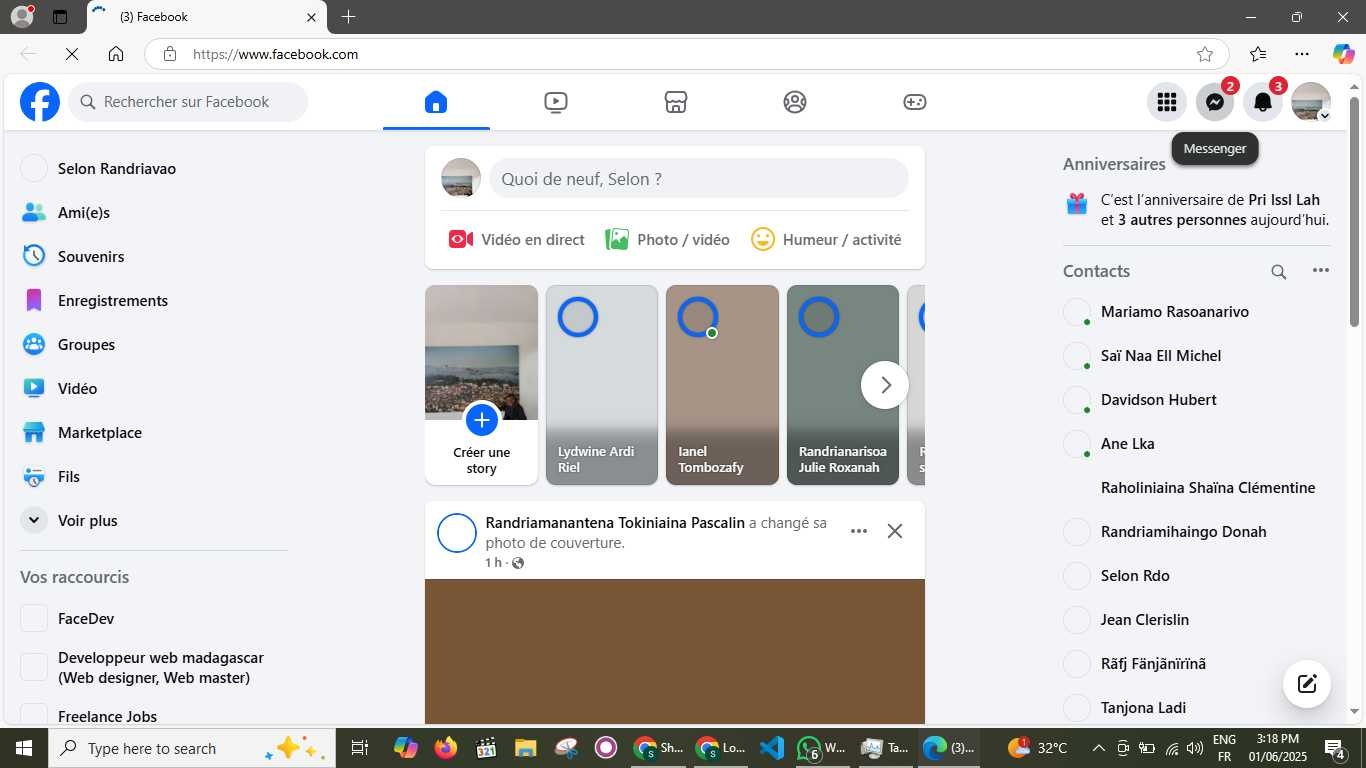 (3) Facebook
https://www.facebook.com
Rechercher sur Facebook
2
3
Messenger
Selon Randriavao
Ami(e)s
Souvenirs
Enregistrements
Groupes
Vidéo
Marketplace
Fils
Voir plus
Vos raccourcis
FaceDev
Developpeur web madagascar
(Web designer, Web master)
Freelance Jobs
Quoi de neuf, Selon ?
Vidéo en direct
Photo / vidéo
Humeur / activité
Créer une
story
Lydwine Ardi
Riel
Ianel
Tombozafy
Randrianarisoa
Julie Roxanah
Randriamanantena Tokiniaina Pascalin a changé sa
photo de couverture.
1 h ·
Anniversaires
C’est l’anniversaire de Pri Issl Lah
et 3 autres personnes aujourd’hui.
Contacts
Mariamo Rasoanarivo
Saï Naa Ell Michel
Davidson Hubert
Ane Lka
Raholiniaina Shaïna Clémentine
Randriamihaingo Donah
Selon Rdo
Jean Clerislin
Rãfj Fänjãnïrïnã
Tanjona Ladi
Type here to search
321
Sh...
Lo...
6
W...
Ta...
(3)...
1
32°C
ENG
FR
3:18 PM
01/06/2025
4